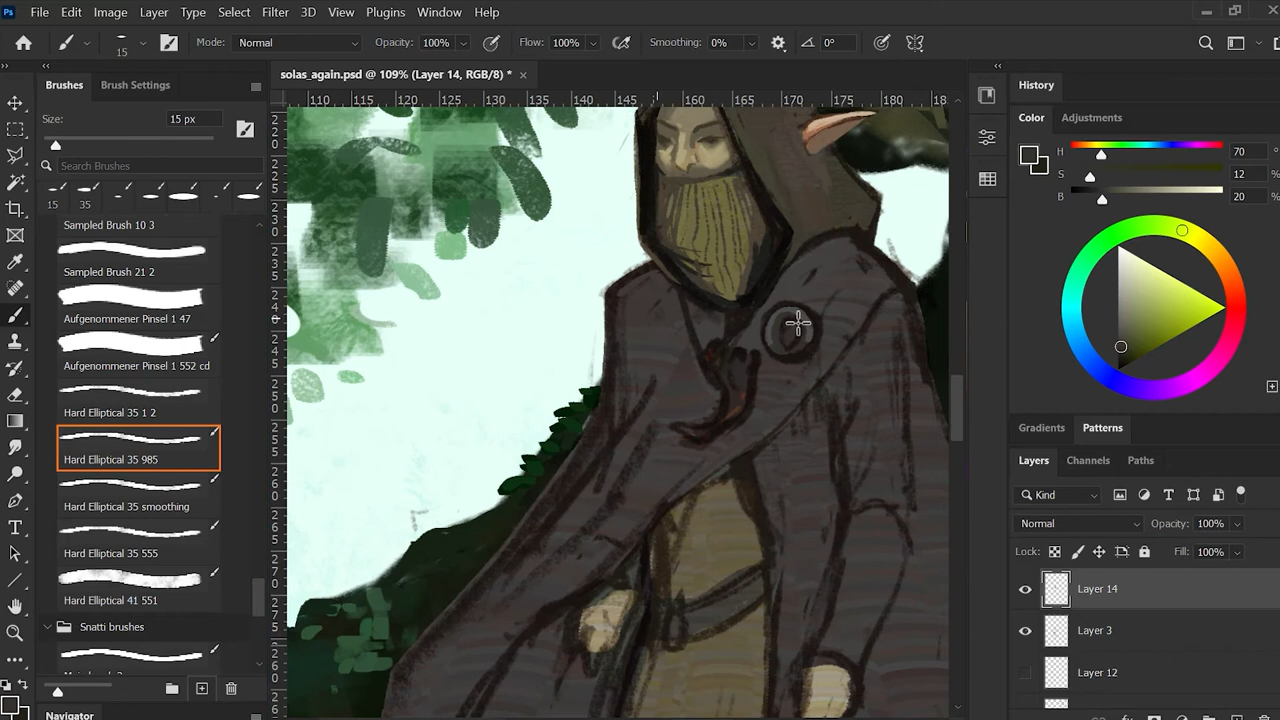 Ps File Edit Image Layer Type Select Filter 3D View Plugins Window Help
15 Mode: Normal Opacity: 100% Flow: 100% Smoothing: 0% 0°
Brushes Brush Settings
Size: 15 px
Search Brushes
15 35
Sampled Brush 10 3
Sampled Brush 21 2
Aufgenommener Pinsel 1 47
Aufgenommener Pinsel 1 552 cd
Hard Elliptical 35 1 2
Hard Elliptical 35 985
Hard Elliptical 35 smoothing
Hard Elliptical 35 555
Hard Elliptical 41 551
Snatti brushes
Navigator
solas_again.psd @ 109% (Layer 14, RGB/8) *
110 115 120 125 130 135 140 145 150 155 160 165 170 175 180
History
Color Adjustments
H 70 °
S 12 %
B 20 %
Gradients Patterns
Layers Channels Paths
Kind
Normal Opacity: 100%
Lock: Fill: 100%
Layer 14
Layer 3
Layer 12